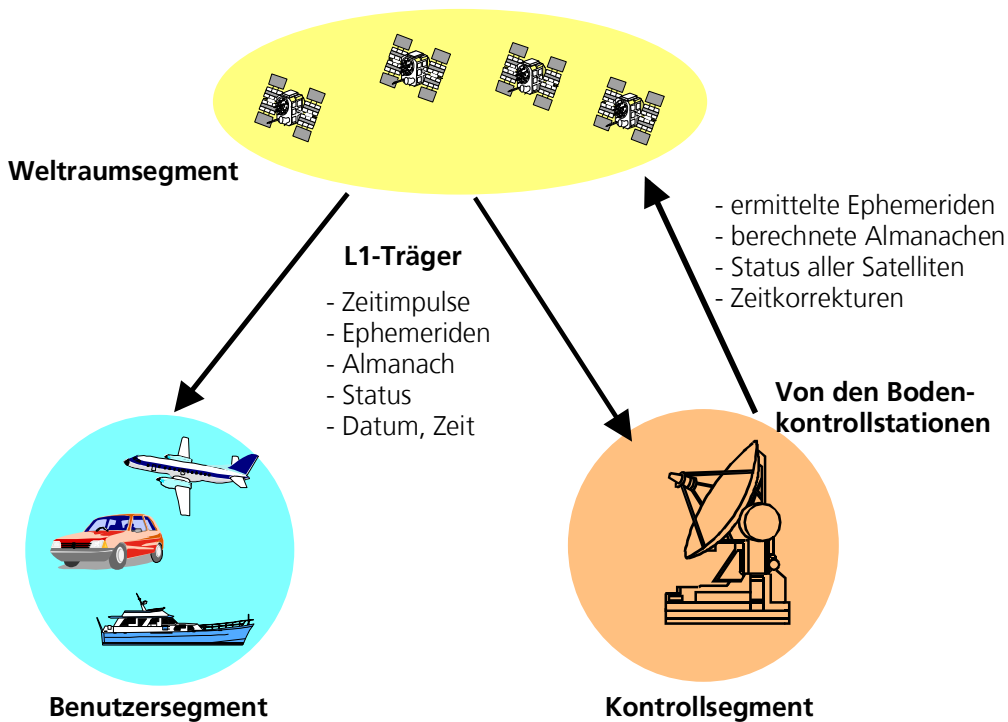 Weltraumsegment
L1-Träger
- Zeitimpulse
- Ephemeriden
- Almanach
- Status
- Datum, Zeit
- ermittelte Ephemeriden
- berechnete Almanachen
- Status aller Satelliten
- Zeitkorrekturen
Von den Boden-
kontrollstationen
Benutzersegment
Kontrollsegment